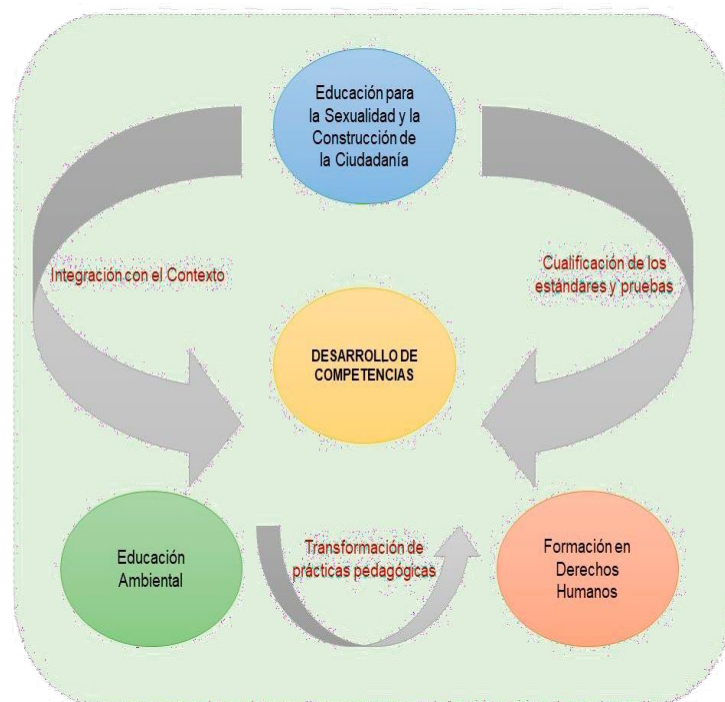 Educación para
la Sexualidad y la
Construcción de
la Ciudadanía
Integración con el Contexto
Cualificación de los
estándares y pruebas
DESARROLLO DE
COMPETENCIAS
Educación
Ambiental
Transformación de
prácticas pedagógicas
Formación en
Derechos
Humanos